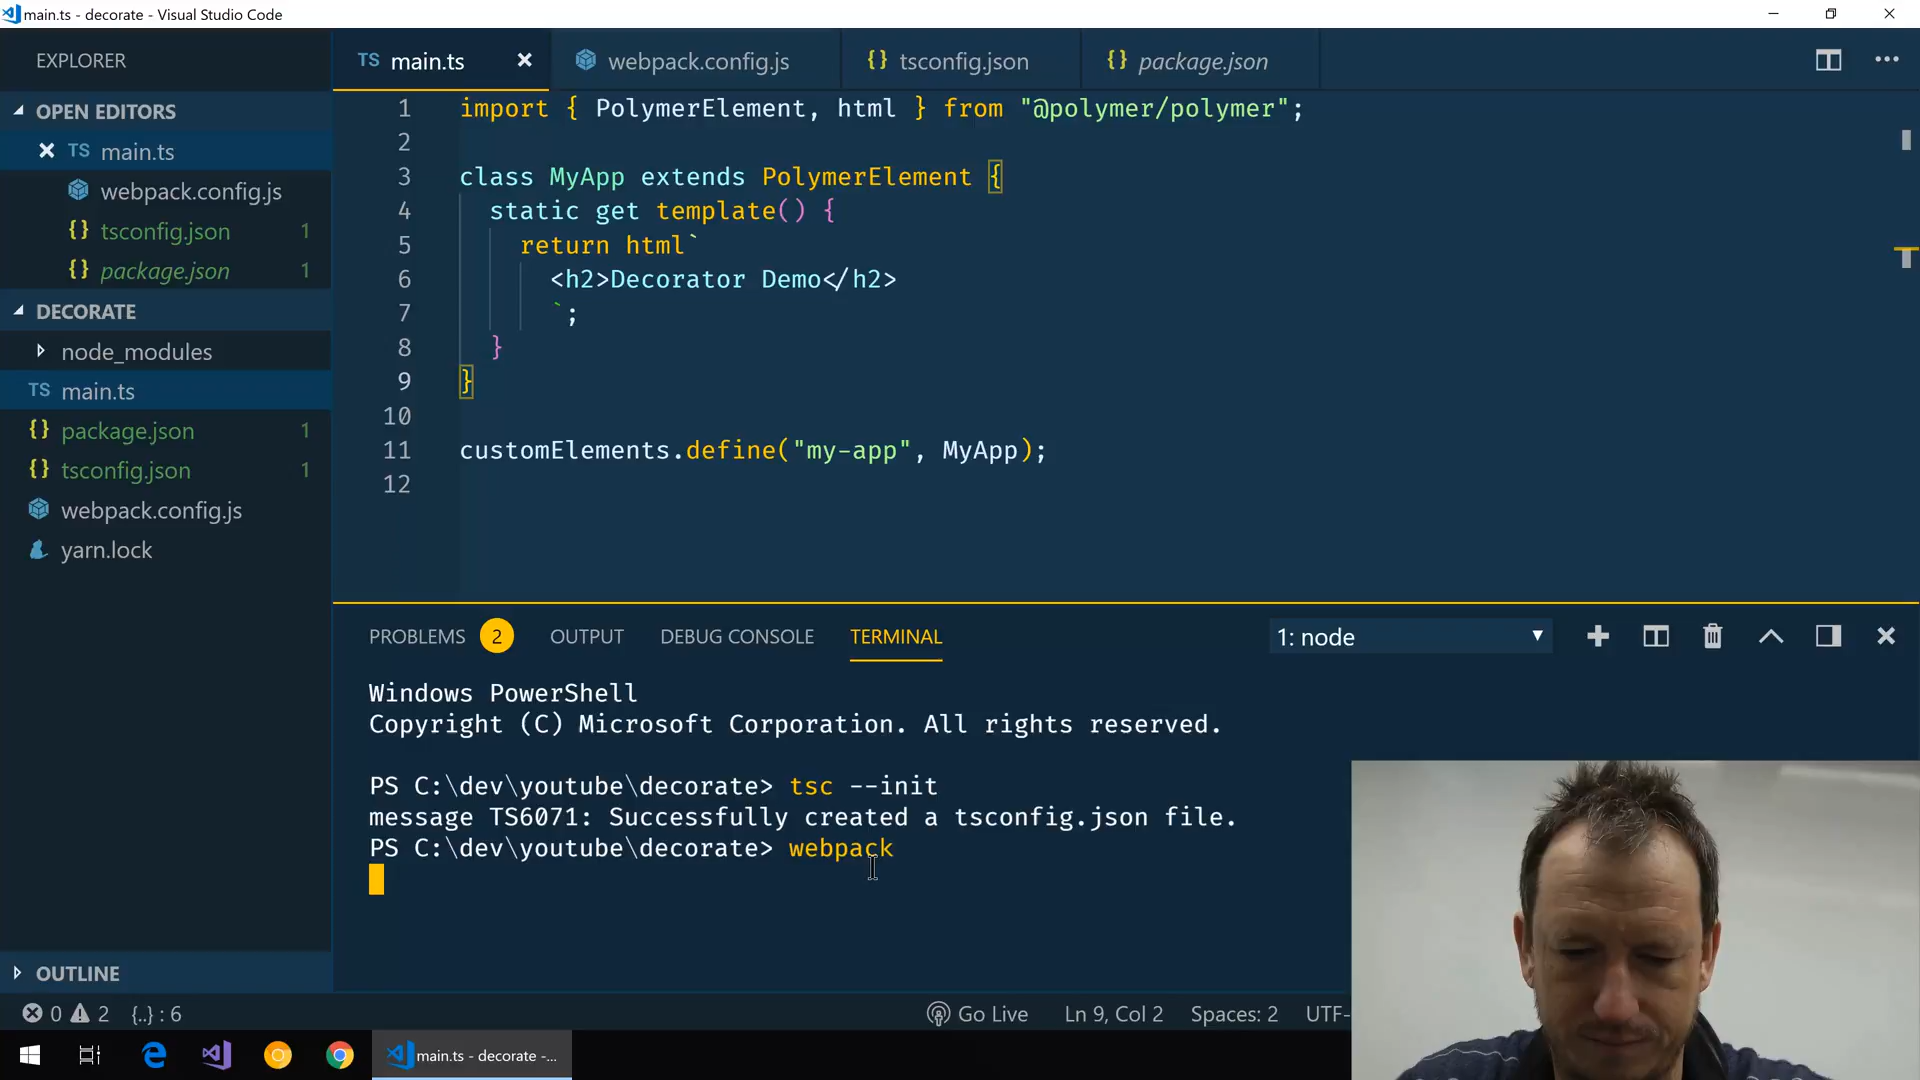 main.ts - decorate - Visual Studio Code
EXPLORER
OPEN EDITORS
TS main.ts
webpack.config.js
{} tsconfig.json 1
{} package.json 1
DECORATE
node_modules
TS main.ts
{} package.json 1
{} tsconfig.json 1
webpack.config.js
yarn.lock
OUTLINE
TS main.ts
webpack.config.js
{} tsconfig.json
{} package.json
1 import { PolymerElement, html } from "@polymer/polymer";
2
3 class MyApp extends PolymerElement {
4 static get template() {
5 return html`
6 <h2>Decorator Demo</h2>
7 `;
8 }
9 }
10
11 customElements.define("my-app", MyApp);
12
PROBLEMS 2 OUTPUT DEBUG CONSOLE TERMINAL 1: node
Windows PowerShell
Copyright (C) Microsoft Corporation. All rights reserved.
PS C:\dev\youtube\decorate> tsc --init
message TS6071: Successfully created a tsconfig.json file.
PS C:\dev\youtube\decorate> webpack
0 2 {..} : 6 Go Live Ln 9, Col 2 Spaces: 2 UTF-
main.ts - decorate -...